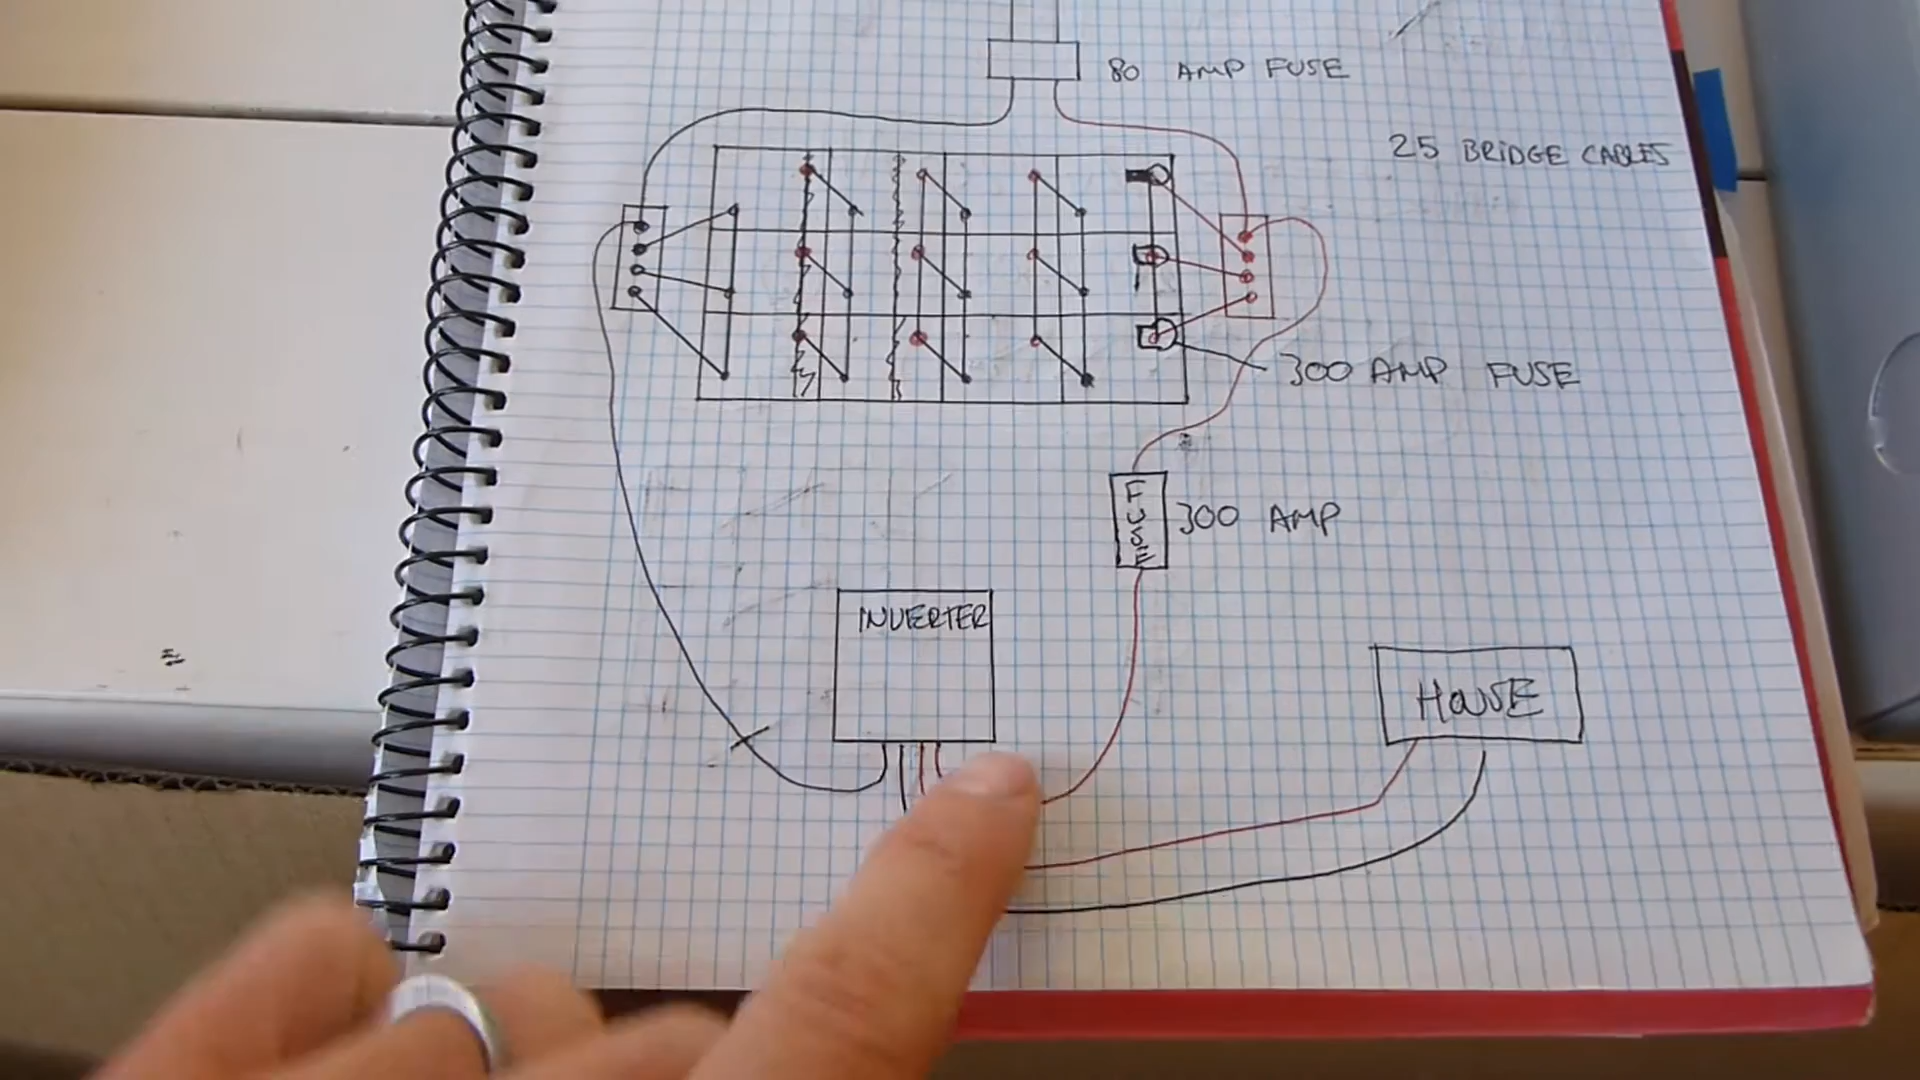 80 AMP FUSE
25 BRIDGE CABLES
300 AMP FUSE
FUSE
300 AMP
INVERTER
HOUSE